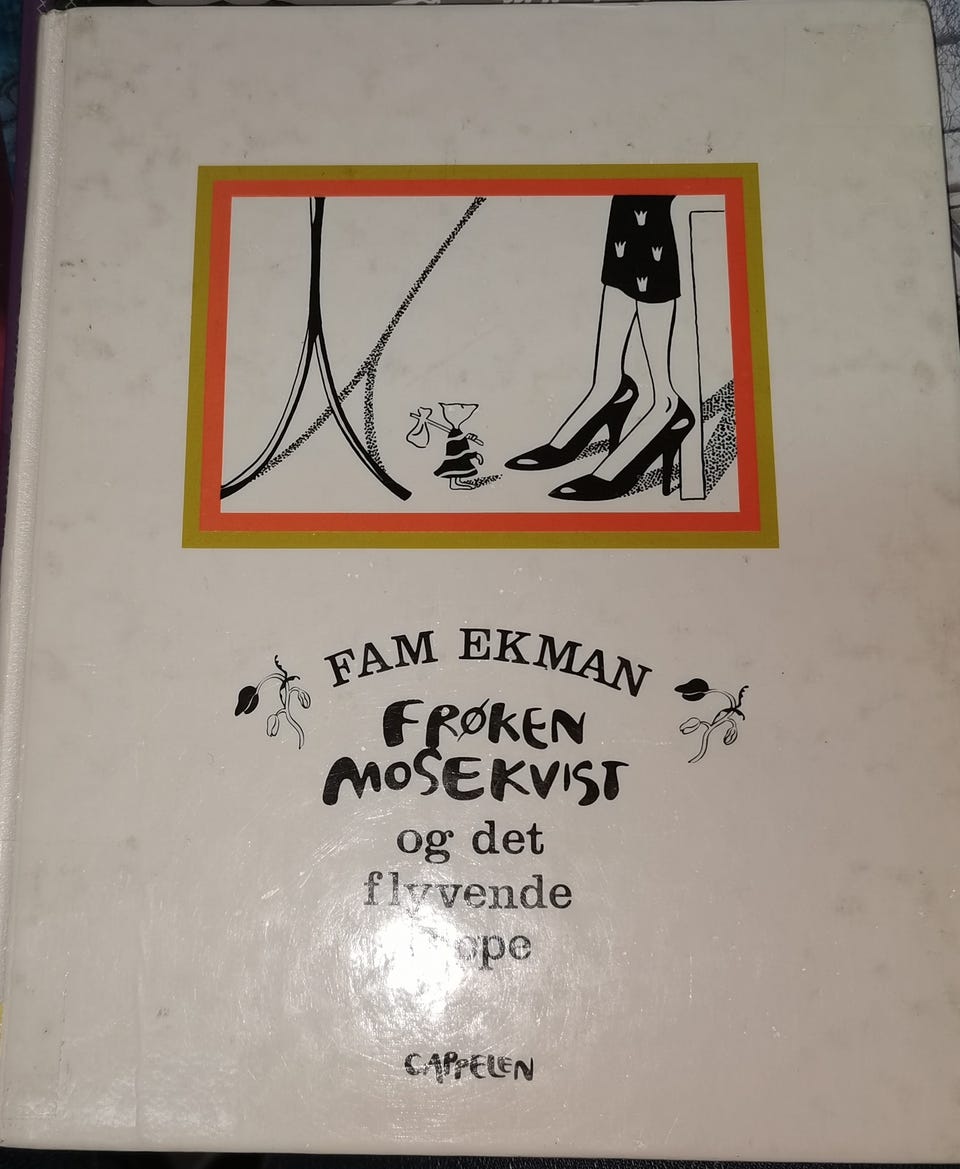 FAM EKMAN
FRØKEN
MOSEKVIST
og det
flyvende
CAPPELEN